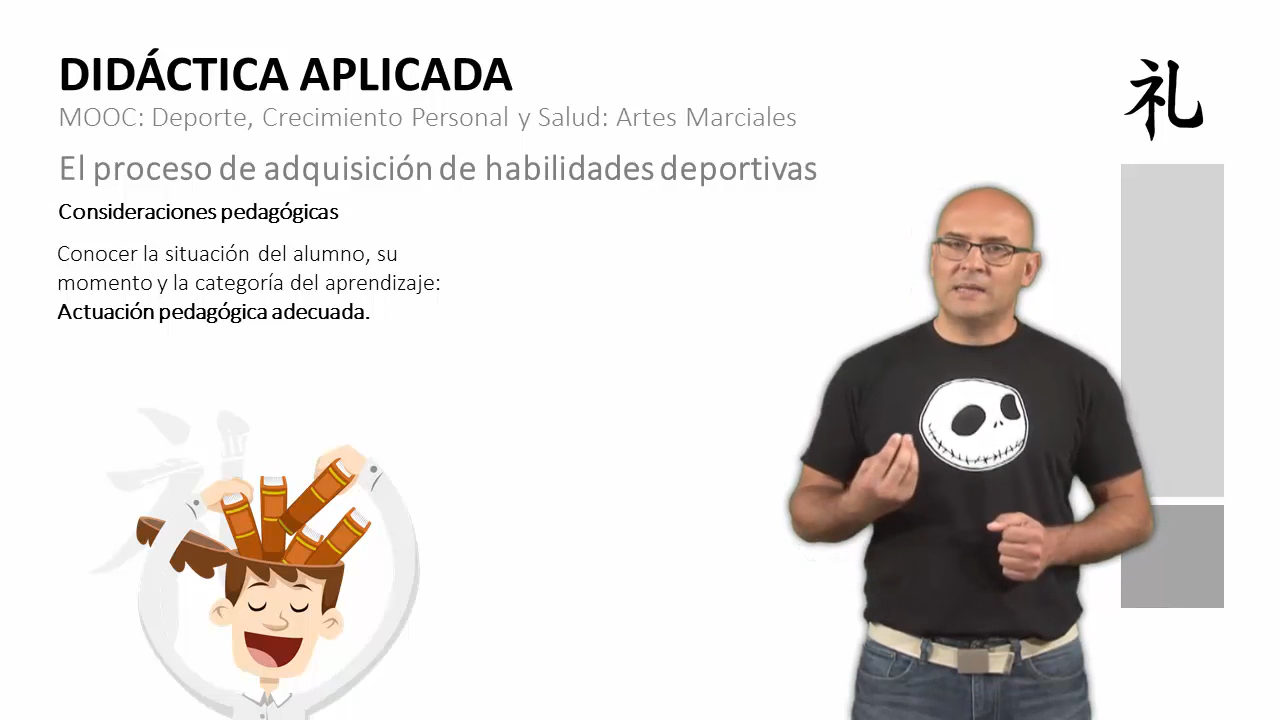 DIDÁCTICA APLICADA
礼
MOOC: Deporte, Crecimiento Personal y Salud: Artes Marciales
El proceso de adquisición de habilidades deportivas
Consideraciones pedagógicas
Conocer la situación del alumno, su
momento y la categoría del aprendizaje:
Actuación pedagógica adecuada.
礼